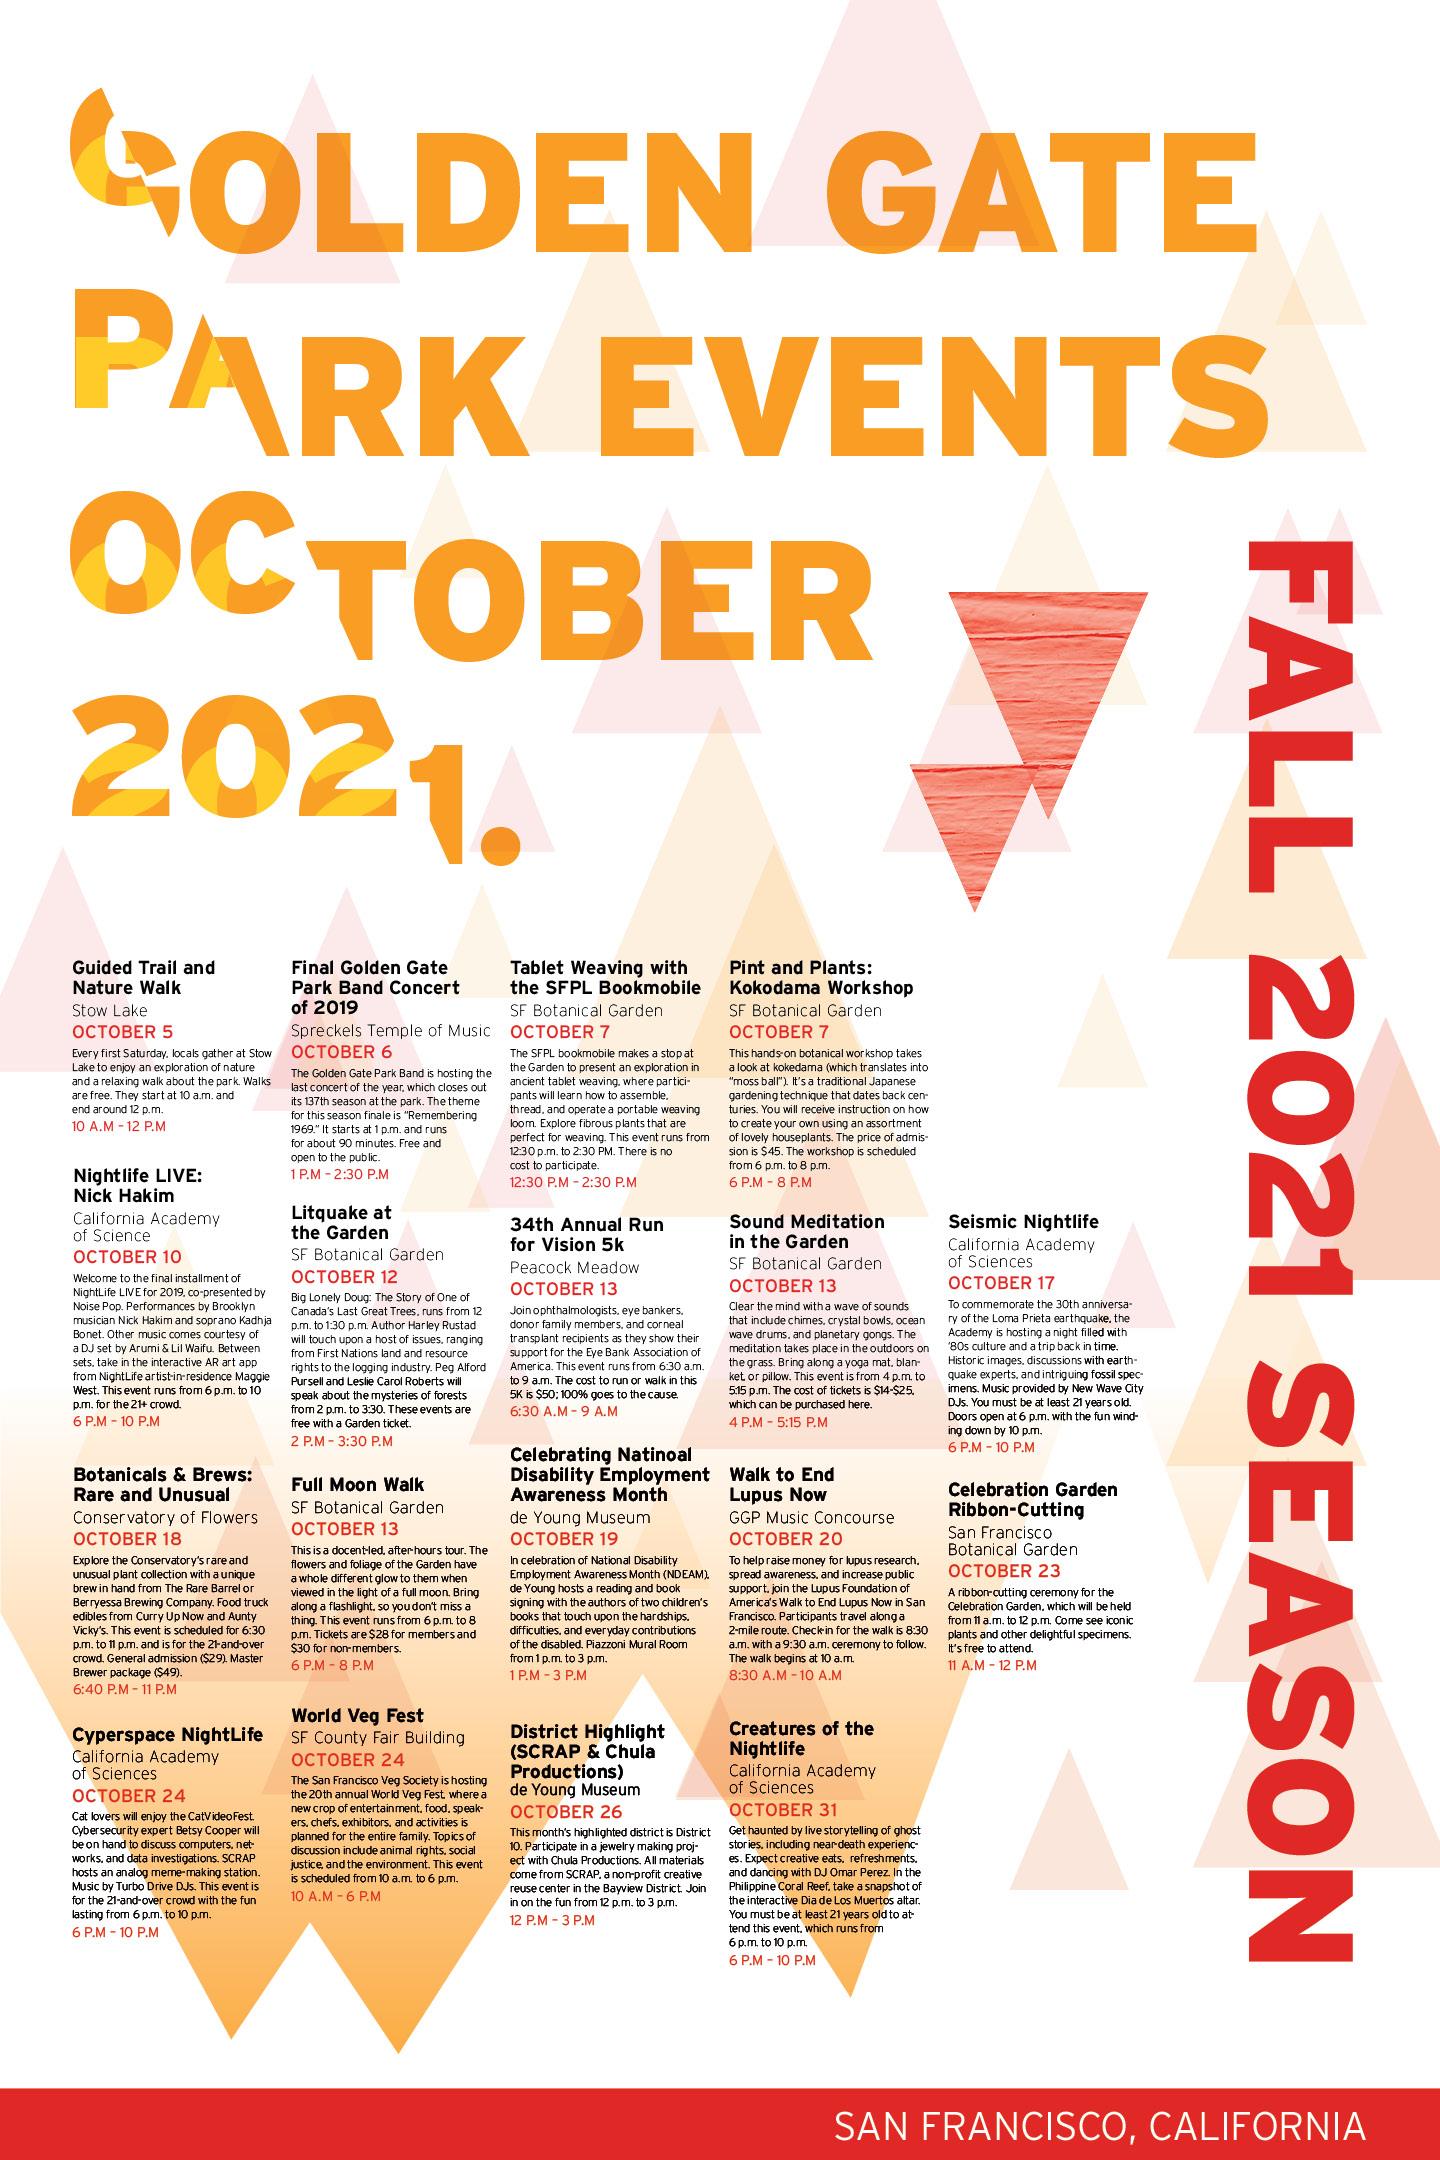 GOLDEN GATE
PARK EVENTS
OCTOBER
2021.
FALL 2021 SEASON
Guided Trail and
Nature Walk
Stow Lake
OCTOBER 5
Every first Saturday, locals gather at Stow
Lake to enjoy an exploration of nature
and a relaxing walk about the park. Walks
are free. They start at 10 a.m. and
end around 12 p.m.
10 A.M – 12 P.M
Final Golden Gate
Park Band Concert
of 2019
Spreckels Temple of Music
OCTOBER 6
The Golden Gate Park Band is hosting the
last concert of the year, which closes out
its 137th season at the park. The theme
for this season finale is "Remembering
1969." It starts at 1 p.m. and runs
for about 90 minutes. Free and
open to the public.
1 P.M – 2:30 P.M
Tablet Weaving with
the SFPL Bookmobile
SF Botanical Garden
OCTOBER 7
The SFPL bookmobile makes a stop at
the Garden to present an exploration in
ancient tablet weaving, where partici-
pants will learn how to assemble,
thread, and operate a portable weaving
loom. Explore fibrous plants that are
perfect for weaving. This event runs from
12:30 p.m. to 2:30 PM. There is no
cost to participate.
12:30 P.M – 2:30 P.M
Pint and Plants:
Kokodama Workshop
SF Botanical Garden
OCTOBER 7
This hands-on botanical workshop takes
a look at kokedama (which translates into
"moss ball"). It's a traditional Japanese
gardening technique that dates back cen-
turies. You will receive instruction on how
to create your own using an assortment
of lovely houseplants. The price of admis-
sion is $45. The workshop is scheduled
from 6 p.m. to 8 p.m.
6 P.M – 8 P.M
Nightlife LIVE:
Nick Hakim
California Academy
of Science
OCTOBER 10
Welcome to the final installment of
NightLife LIVE for 2019, co-presented by
Noise Pop. Performances by Brooklyn
musician Nick Hakim and soprano Kadhja
Bonet. Other music comes courtesy of
a DJ set by Arumi & Lil Waifu. Between
sets, take in the interactive AR art app
from NightLife artist-in-residence Maggie
West. This event runs from 6 p.m. to 10
p.m. for the 21+ crowd.
6 P.M – 10 P.M
Litquake at
the Garden
SF Botanical Garden
OCTOBER 12
Big Lonely Doug: The Story of One of
Canada's Last Great Trees, runs from 12
p.m. to 1:30 p.m. Author Harley Rustad
will touch upon a host of issues, ranging
from First Nations land and resource
rights to the logging industry. Peg Alford
Pursell and Leslie Carol Roberts will
speak about the mysteries of forests
from 2 p.m. to 3:30. These events are
free with a Garden ticket.
2 P.M – 3:30 P.M
34th Annual Run
for Vision 5k
Peacock Meadow
OCTOBER 13
Join ophthalmologists, eye bankers,
donor family members, and corneal
transplant recipients as they show their
support for the Eye Bank Association of
America. This event runs from 6:30 a.m.
to 9 a.m. The cost to run or walk in this
5K is $50; 100% goes to the cause.
6:30 A.M – 9 A.M
Sound Meditation
in the Garden
SF Botanical Garden
OCTOBER 13
Clear the mind with a wave of sounds
that include chimes, crystal bowls, ocean
wave drums, and planetary gongs. The
meditation takes place in the outdoors on
the grass. Bring along a yoga mat, blan-
ket, or pillow. This event is from 4 p.m. to
5:15 p.m. The cost of tickets is $14-$25,
which can be purchased here.
4 P.M – 5:15 P.M
Seismic Nightlife
California Academy
of Sciences
OCTOBER 17
To commemorate the 30th anniversa-
ry of the Loma Prieta earthquake, the
Academy is hosting a night filled with
'80s culture and a trip back in time.
Historic images, discussions with earth-
quake experts, and intriguing fossil spec-
imens. Music provided by New Wave City
DJs. You must be at least 21 years old.
Doors open at 6 p.m. with the fun wind-
ing down by 10 p.m.
6 P.M – 10 P.M
Botanicals & Brews:
Rare and Unusual
Conservatory of Flowers
OCTOBER 18
Explore the Conservatory's rare and
unusual plant collection with a unique
brew in hand from The Rare Barrel or
Berryessa Brewing Company. Food truck
edibles from Curry Up Now and Aunty
Vicky's. This event is scheduled for 6:30
p.m. to 11 p.m. and is for the 21-and-over
crowd. General admission ($29). Master
Brewer package ($49).
6:40 P.M – 11 P.M
Full Moon Walk
SF Botanical Garden
OCTOBER 13
This is a docent-led, after-hours tour. The
flowers and foliage of the Garden have
a whole different glow to them when
viewed in the light of a full moon. Bring
along a flashlight, so you don't miss a
thing. This event runs from 6 p.m. to 8
p.m. Tickets are $28 for members and
$30 for non-members.
6 P.M – 8 P.M
Celebrating Natinoal
Disability Employment
Awareness Month
de Young Museum
OCTOBER 19
In celebration of National Disability
Employment Awareness Month (NDEAM),
de Young hosts a reading and book
signing with the authors of two children's
books that touch upon the hardships,
difficulties, and everyday contributions
of the disabled. Piazzoni Mural Room
from 1 p.m. to 3 p.m.
1 P.M – 3 P.M
Walk to End
Lupus Now
GGP Music Concourse
OCTOBER 20
To help raise money for lupus research,
spread awareness, and increase public
support, join the Lupus Foundation of
America's Walk to End Lupus Now in San
Francisco. Participants travel along a
2-mile route. Check-in for the walk is 8:30
a.m. with a 9:30 a.m. ceremony to follow.
The walk begins at 10 a.m.
8:30 A.M – 10 A.M
Celebration Garden
Ribbon-Cutting
San Francisco
Botanical Garden
OCTOBER 23
A ribbon-cutting ceremony for the
Celebration Garden, which will be held
from 11 a.m. to 12 p.m. Come see iconic
plants and other delightful specimens.
It's free to attend.
11 A.M – 12 P.M
Cyperspace NightLife
California Academy
of Sciences
OCTOBER 24
Cat lovers will enjoy the CatVideoFest.
Cybersecurity expert Betsy Cooper will
be on hand to discuss computers, net-
works, and data investigations. SCRAP
hosts an analog meme-making station.
Music by Turbo Drive DJs. This event is
for the 21-and-over crowd with the fun
lasting from 6 p.m. to 10 p.m.
6 P.M – 10 P.M
World Veg Fest
SF County Fair Building
OCTOBER 24
The San Francisco Veg Society is hosting
the 20th annual World Veg Fest, where a
new crop of entertainment, food, speak-
ers, chefs, exhibitors, and activities is
planned for the entire family. Topics of
discussion include animal rights, social
justice, and the environment. This event
is scheduled from 10 a.m. to 6 p.m.
10 A.M – 6 P.M
District Highlight
(SCRAP & Chula
Productions)
de Young Museum
OCTOBER 26
This month's highlighted district is District
10. Participate in a jewelry making proj-
ect with Chula Productions. All materials
come from SCRAP, a non-profit creative
reuse center in the Bayview District. Join
in on the fun from 12 p.m. to 3 p.m.
12 P.M – 3 P.M
Creatures of the
Nightlife
California Academy
of Sciences
OCTOBER 31
Get haunted by live storytelling of ghost
stories, including near-death experienc-
es. Expect creative eats, refreshments,
and dancing with DJ Omar Perez. In the
Philippine Coral Reef, take a snapshot of
the interactive Dia de Los Muertos altar.
You must be at least 21 years old to at-
tend this event, which runs from
6 p.m. to 10 p.m.
6 P.M – 10 P.M
SAN FRANCISCO, CALIFORNIA